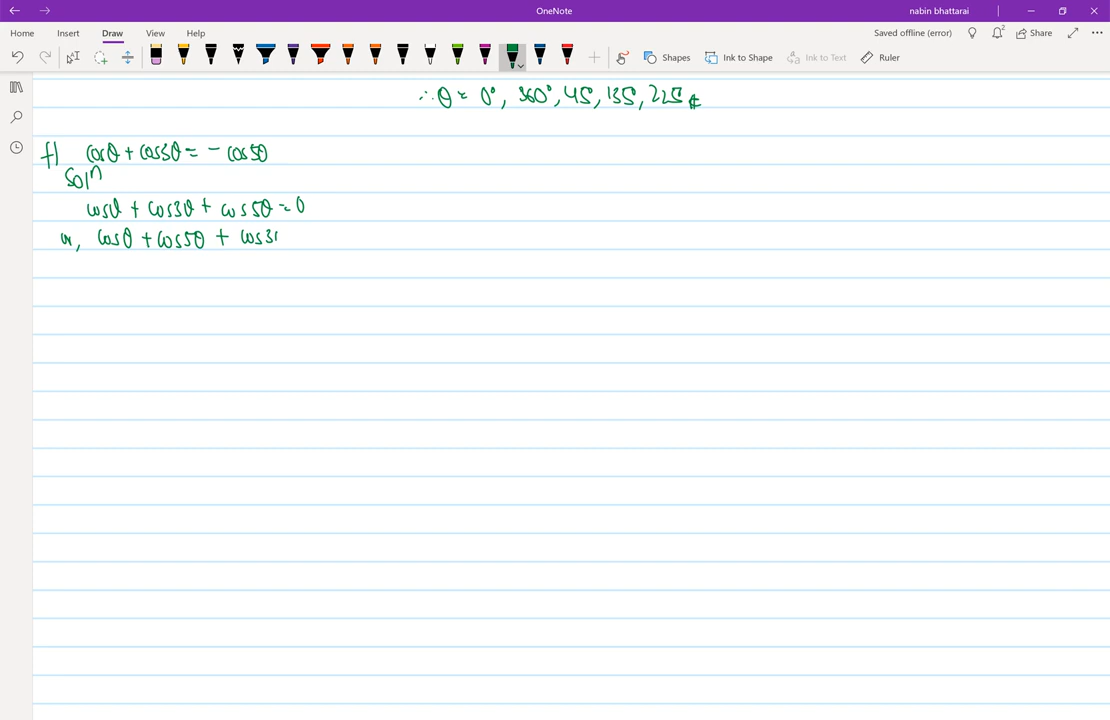 OneNote
nabin bhattarai
Home Insert Draw View Help
Saved offline (error)
Share
Shapes
Ink to Shape
Ink to Text
Ruler
∴ θ = 0°, 360°, 45, 135, 225
f) cosθ + cos3θ = - cos5θ
Solⁿ
cosθ + cos3θ + cos5θ = 0
or, cosθ + cos5θ + cos3